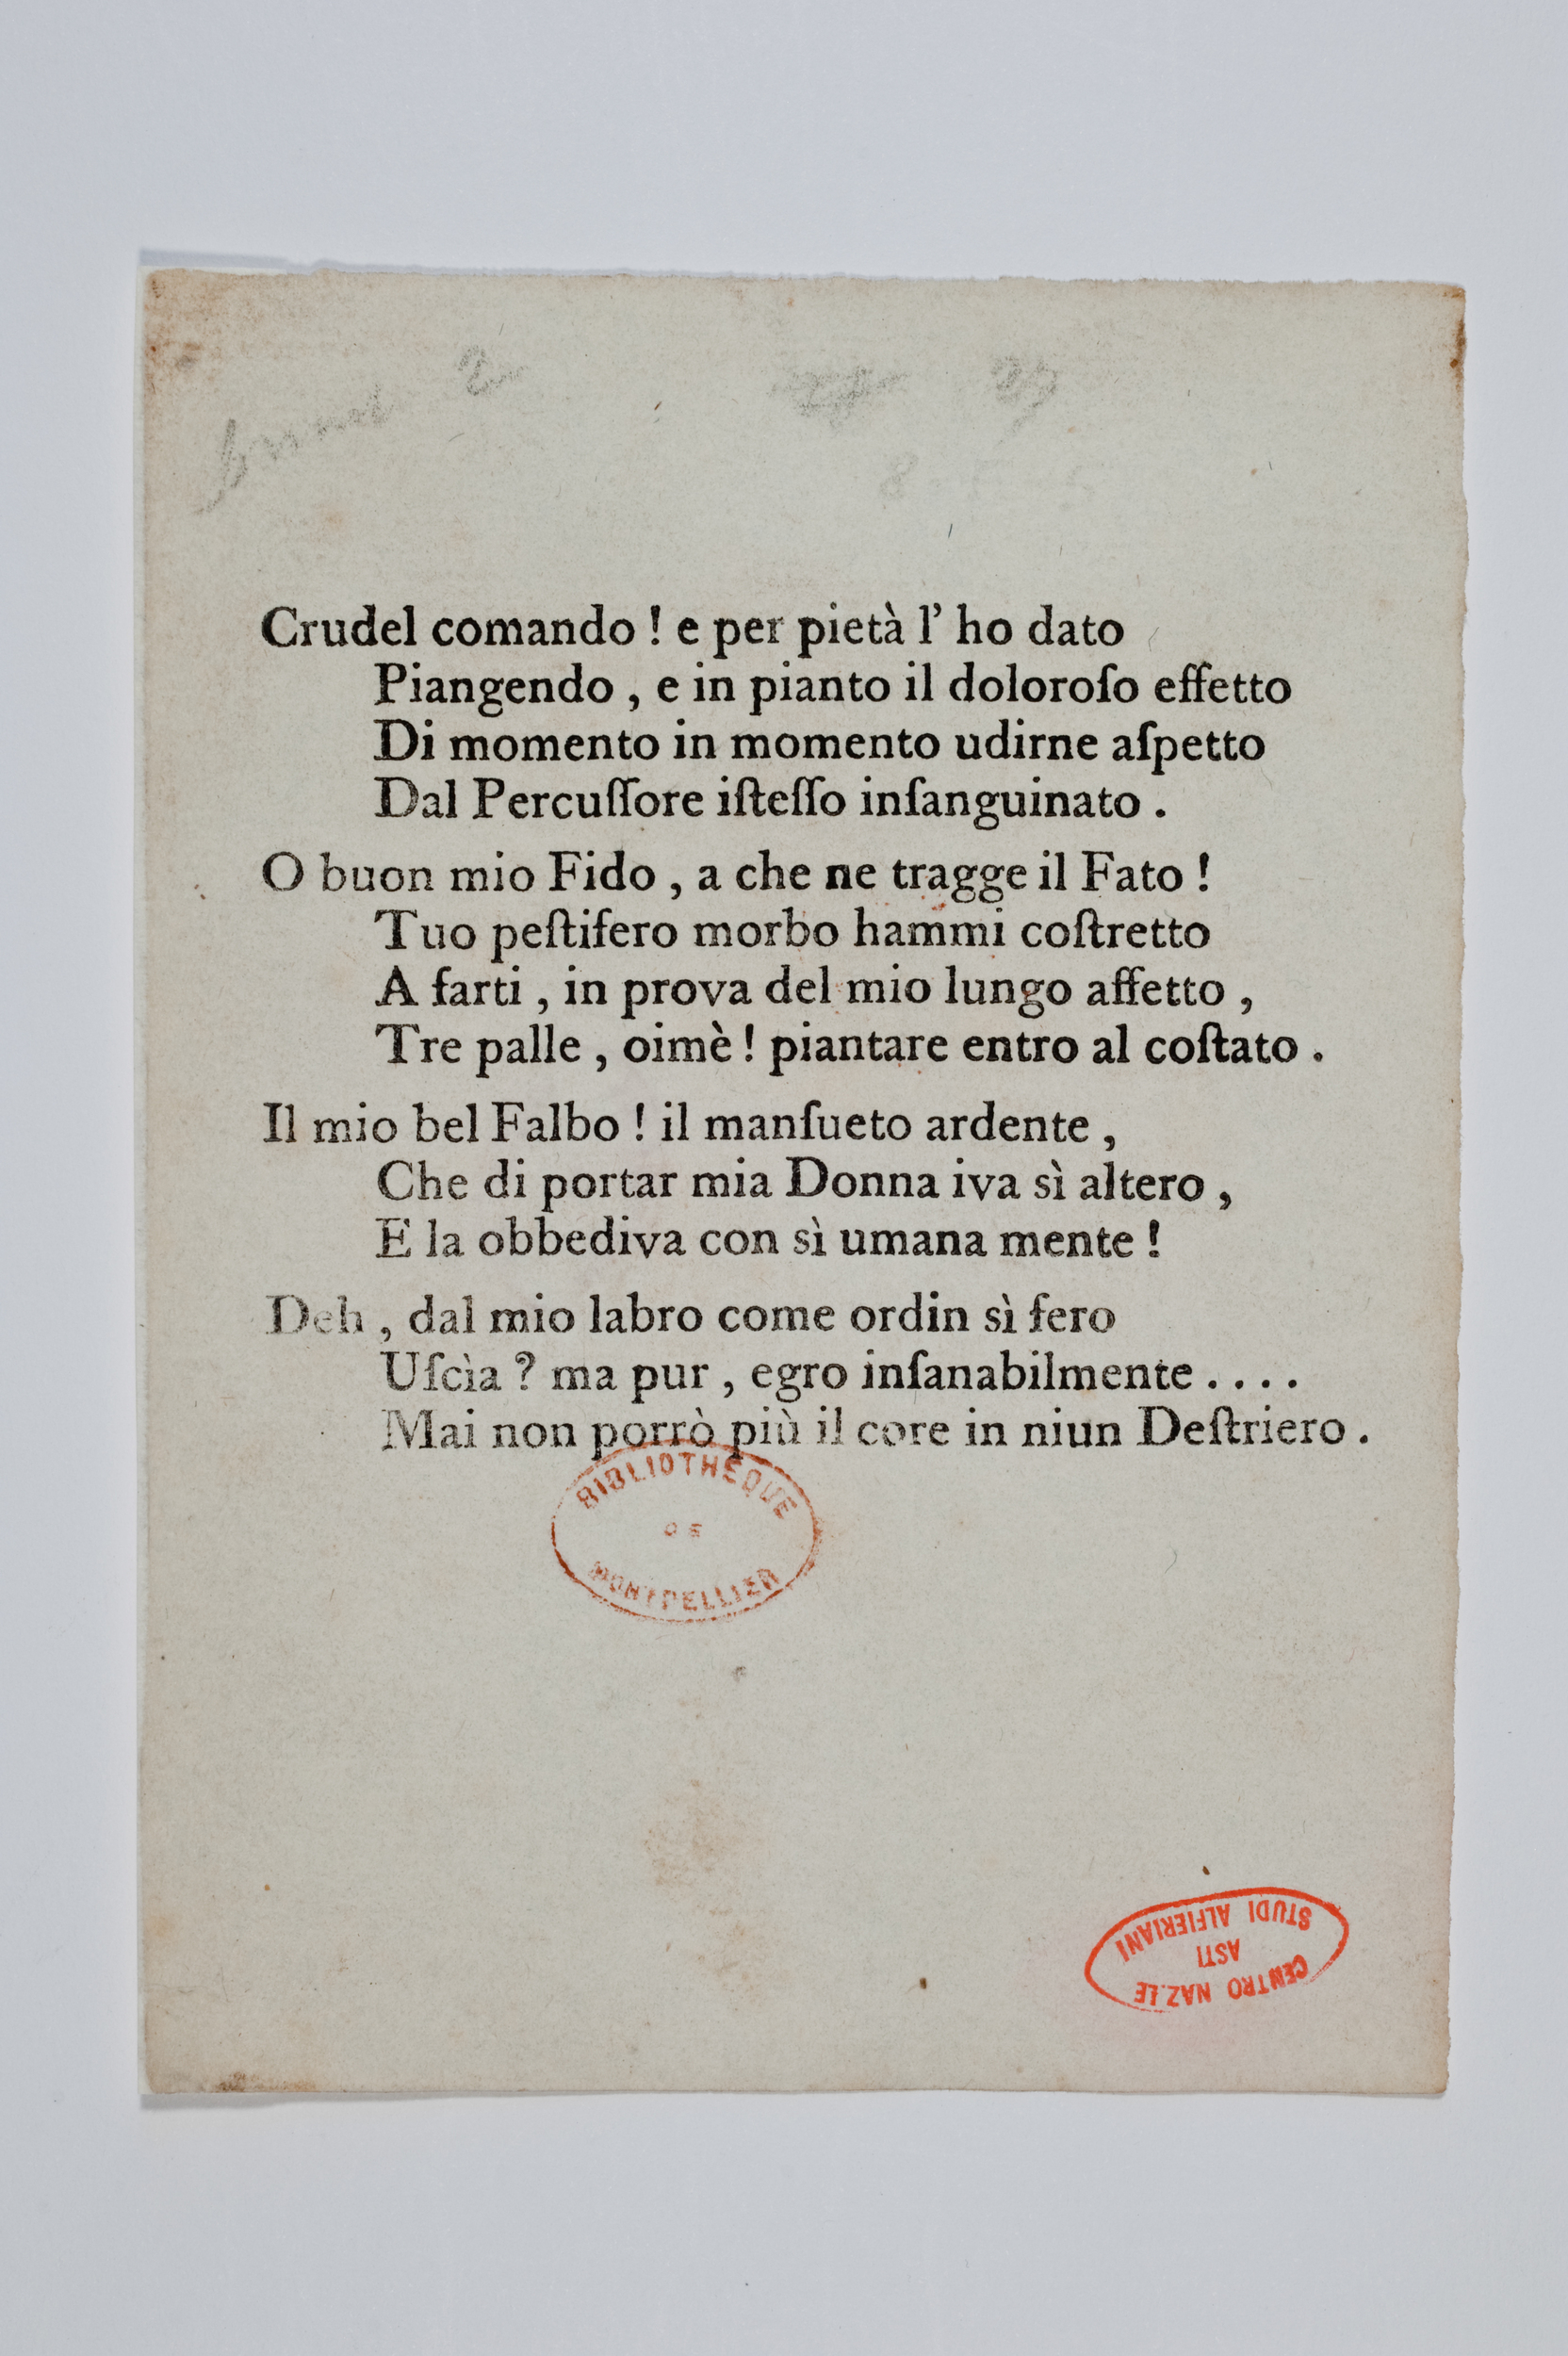 2
27
Crudel comando ! e per pietà l' ho dato
Piangendo , e in pianto il doloroſo effetto
Di momento in momento udirne aſpetto
Dal Percuſſore iſteſſo inſanguinato .
O buon mio Fido , a che ne tragge il Fato !
Tuo peſtifero morbo hammi coſtretto
A farti , in prova del mio lungo affetto ,
Tre palle , oimè ! piantare entro al coſtato .
Il mio bel Falbo ! il manſueto ardente ,
Che di portar mia Donna iva sì altero ,
E la obbediva con sì umana mente !
Deh , dal mio labro come ordin sì fero
Uſcìa ? ma pur , egro inſanabilmente . . . .
Mai non porrò più il core in niun Deſtriero .
BIBLIOTHÈQUE
DE
MONTPELLIER
CENTRO NAZ.LE
ASTI
STUDI ALFIERIANI